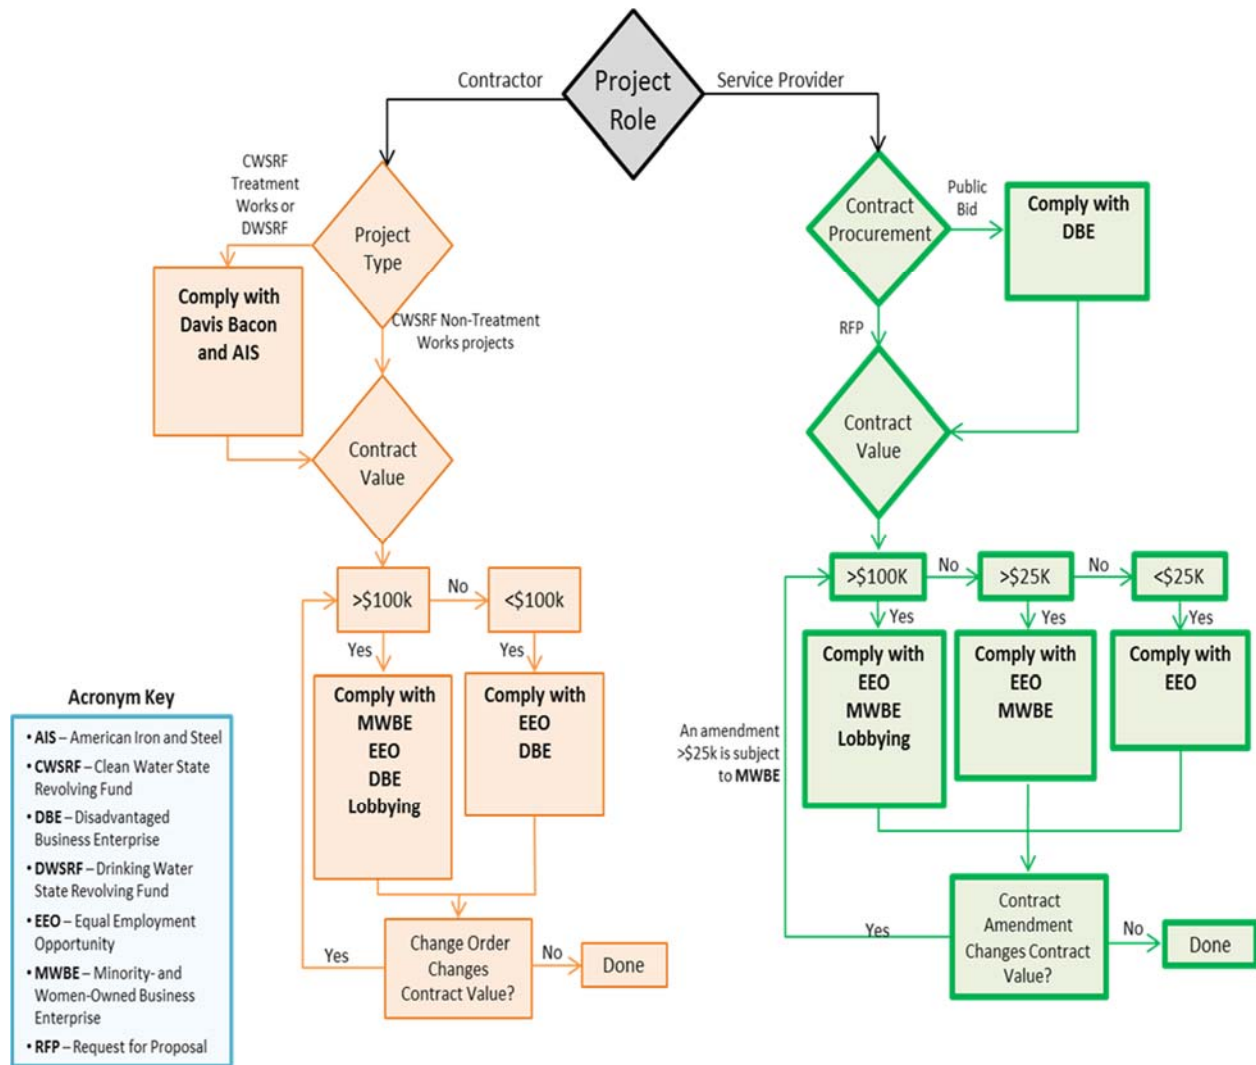 Contractor
Project
Role
Service Provider
CWSRF
Treatment
Works or
DWSRF
Project
Type
Comply with
Davis Bacon
and AIS
CWSRF Non-Treatment
Works projects
Contract
Value
>$100k
No
<$100k
Yes
Yes
Comply with
MWBE
EEO
DBE
Lobbying
Comply with
EEO
DBE
Change Order
Changes
Contract Value?
Yes
No
Done
Contract
Procurement
Public
Bid
Comply with
DBE
RFP
Contract
Value
>$100K
No
>$25K
No
<$25K
Yes
Yes
Yes
Comply with
EEO
MWBE
Lobbying
Comply with
EEO
MWBE
Comply with
EEO
An amendment
>$25k is subject
to MWBE
Contract
Amendment
Changes Contract
Value?
Yes
No
Done
Acronym Key
• AIS – American Iron and Steel
• CWSRF – Clean Water State
Revolving Fund
• DBE – Disadvantaged
Business Enterprise
• DWSRF – Drinking Water
State Revolving Fund
• EEO – Equal Employment
Opportunity
• MWBE – Minority- and
Women-Owned Business
Enterprise
• RFP – Request for Proposal